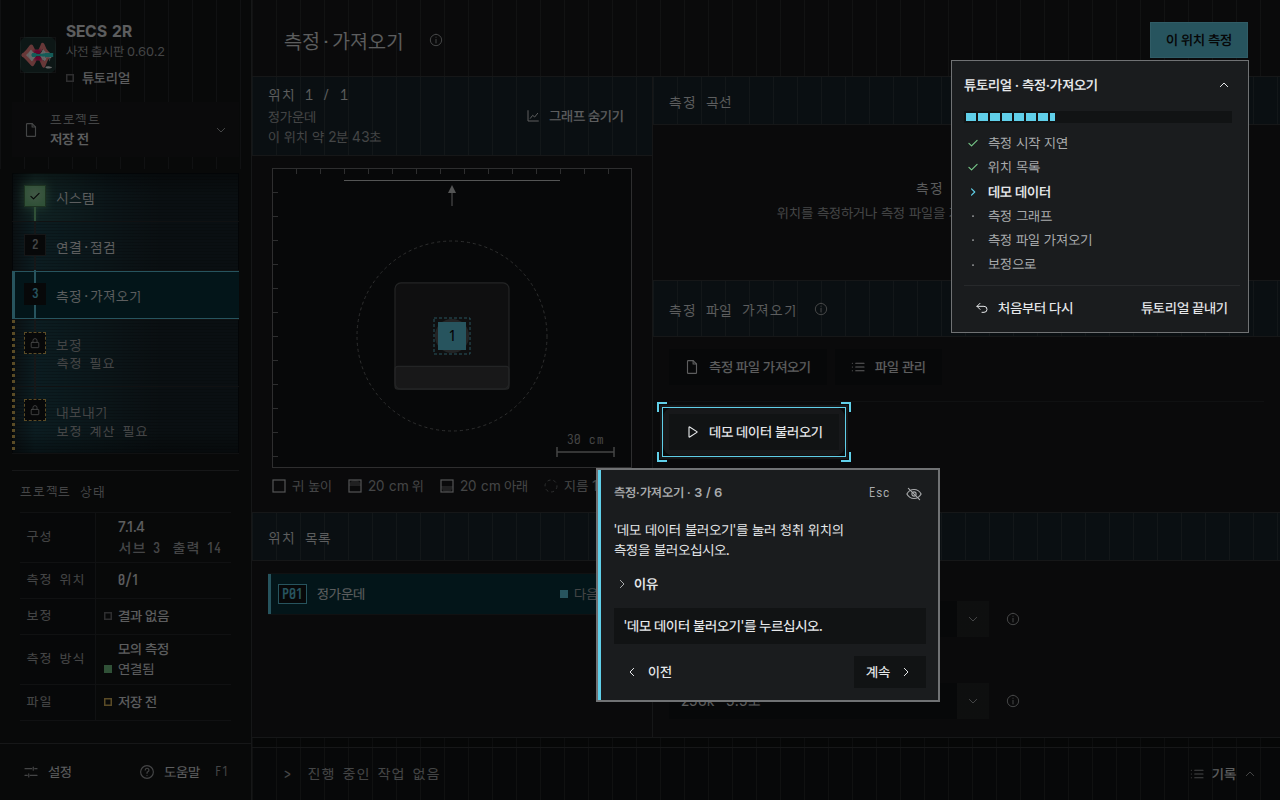 SECS 2R
사전 출시판 0.60.2
튜토리얼
프로젝트
저장 전
시스템
2 연결·점검
3 측정·가져오기
보정
측정 필요
내보내기
보정 계산 필요
프로젝트 상태
구성
7.1.4
서브 3 출력 14
측정 위치 0/1
보정 결과 없음
측정 방식
모의 측정
연결됨
파일 저장 전
설정
도움말 F1
측정·가져오기
이 위치 측정
위치 1 / 1
정가운데
이 위치 약 2분 43초
그래프 숨기기
1
30 cm
귀 높이
20 cm 위
20 cm 아래
지름
위치 목록
P01 정가운데
다음
측정 곡선
측정
위치를 측정하거나 측정 파일을
측정 파일 가져오기
측정 파일 가져오기
파일 관리
데모 데이터 불러오기
튜토리얼 · 측정·가져오기
측정 시작 지연
위치 목록
데모 데이터
측정 그래프
측정 파일 가져오기
보정으로
처음부터 다시
튜토리얼 끝내기
측정·가져오기 · 3 / 6
Esc
'데모 데이터 불러오기'를 눌러 청취 위치의
측정을 불러오십시오.
이유
'데모 데이터 불러오기'를 누르십시오.
이전
계속
> 진행 중인 작업 없음
기록